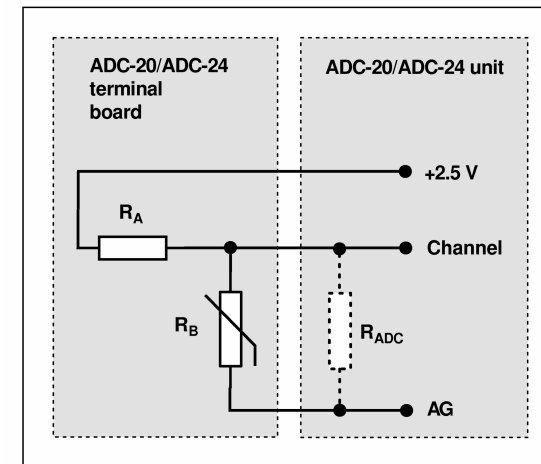 ADC-20/ADC-24
terminal
board
ADC-20/ADC-24 unit
+2.5 V
RA
Channel
RB
RADC
AG